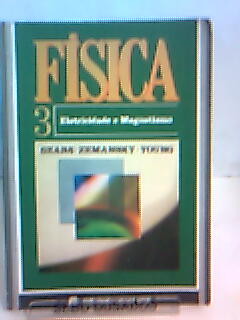 FÍSICA
3 Eletricidade e Magnetismo
SEARS ZEMANSKY YOUNG